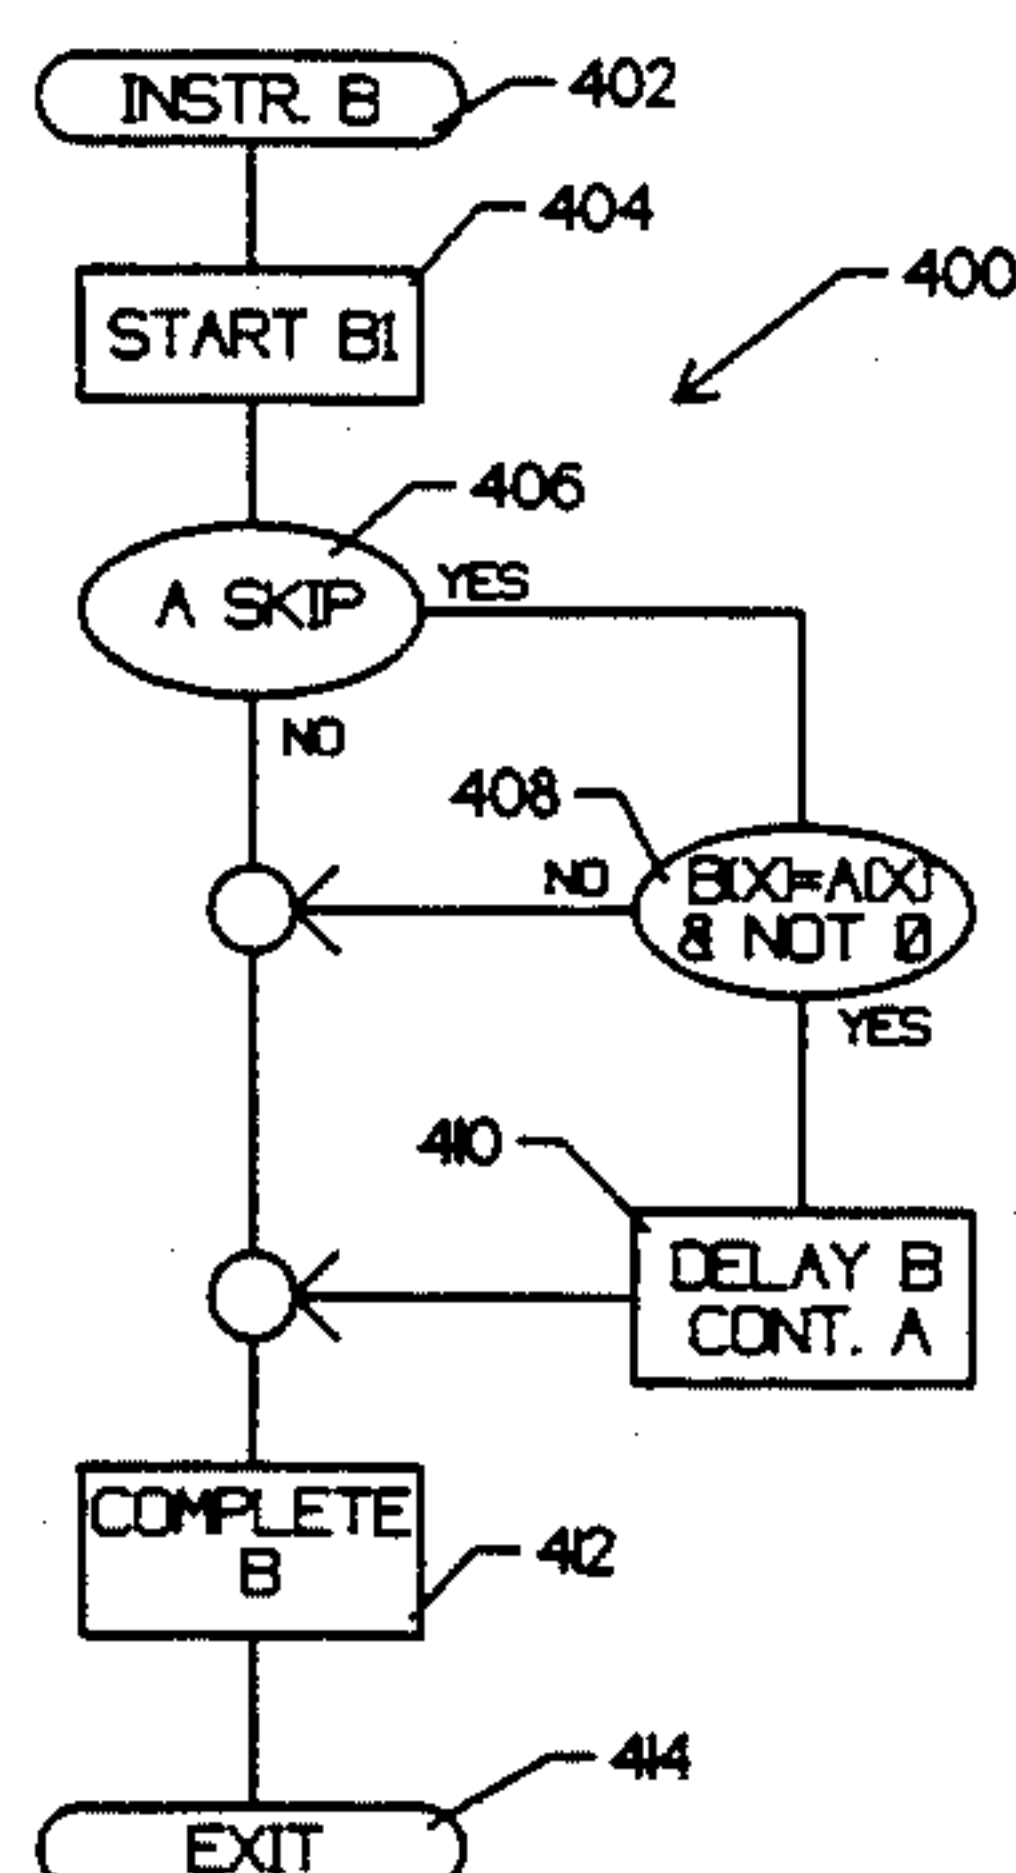 INSTR. B
402
404
START B1
400
406
A SKIP
YES
NO
408
NO
B(X)=A(X)
& NOT 0
YES
410
DELAY B
CONT. A
COMPLETE
B
412
414
EXIT